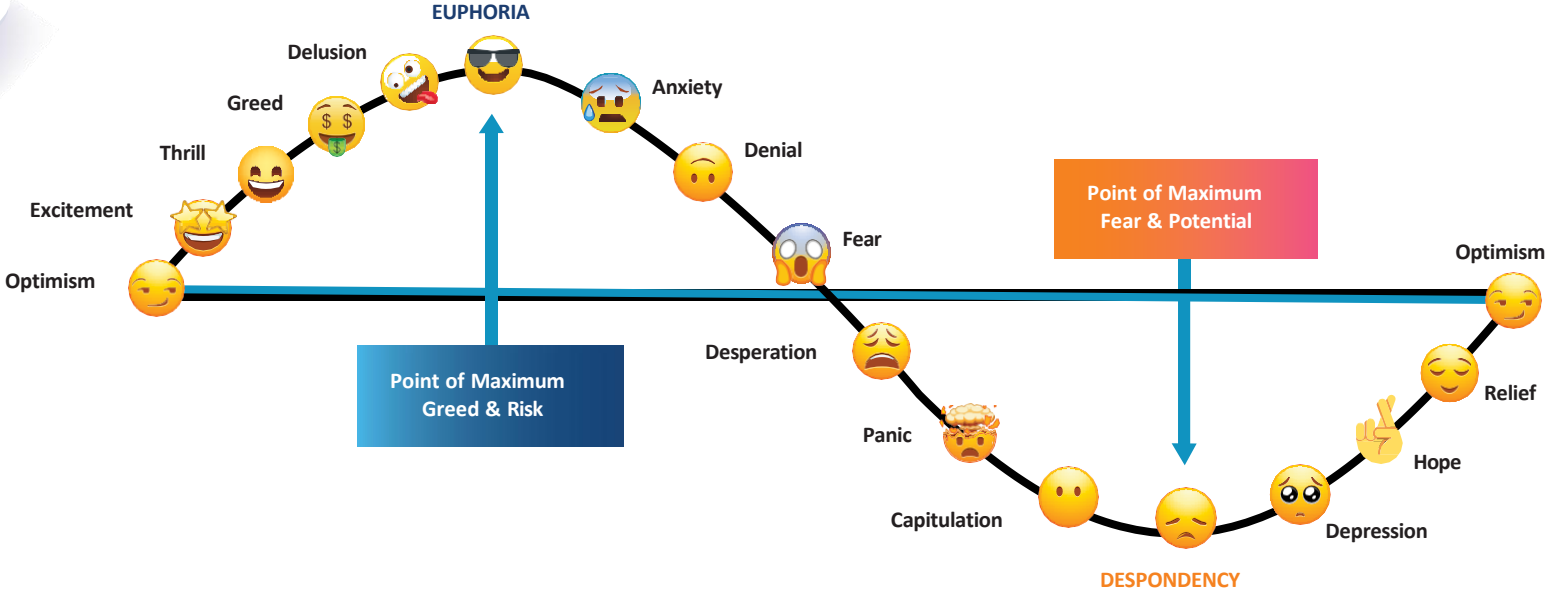 EUPHORIA
Delusion
Anxiety
Greed
Thrill
Denial
Excitement
Fear
Optimism
Point of Maximum
Fear & Potential
Optimism
Point of Maximum
Greed & Risk
Desperation
Relief
Panic
Hope
Capitulation
Depression
DESPONDENCY